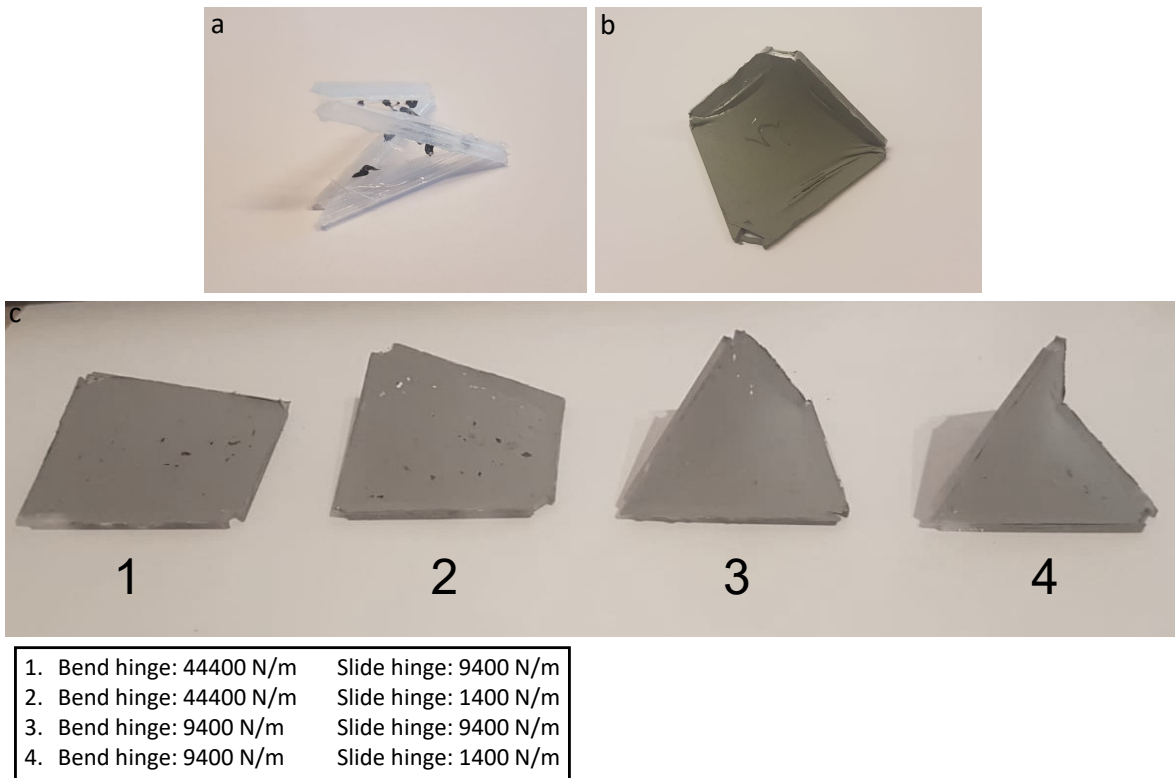 a
b
c
1 2 3 4
1. Bend hinge: 44400 N/m Slide hinge: 9400 N/m
2. Bend hinge: 44400 N/m Slide hinge: 1400 N/m
3. Bend hinge: 9400 N/m Slide hinge: 9400 N/m
4. Bend hinge: 9400 N/m Slide hinge: 1400 N/m